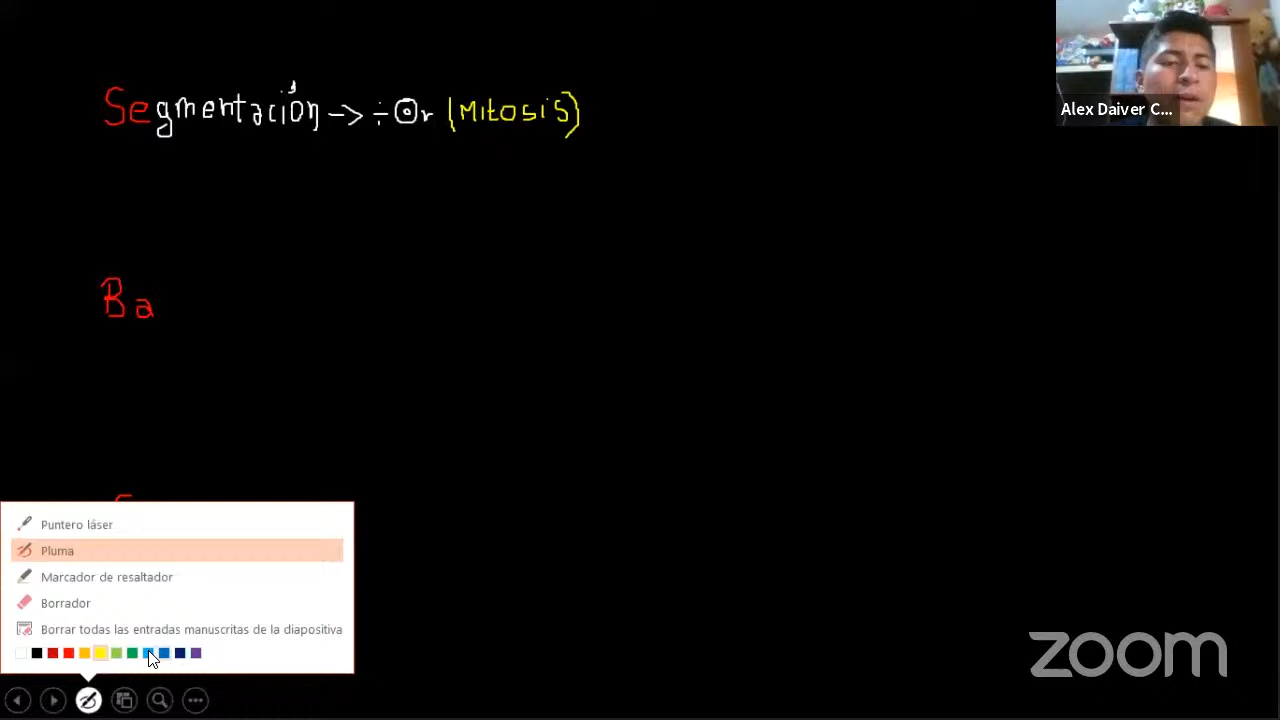 Segmentación -> ÷ ⊙r (Mitosis)
Alex Daiver C...
Ba
Puntero láser
Pluma
Marcador de resaltador
Borrador
Borrar todas las entradas manuscritas de la diapositiva
zoom